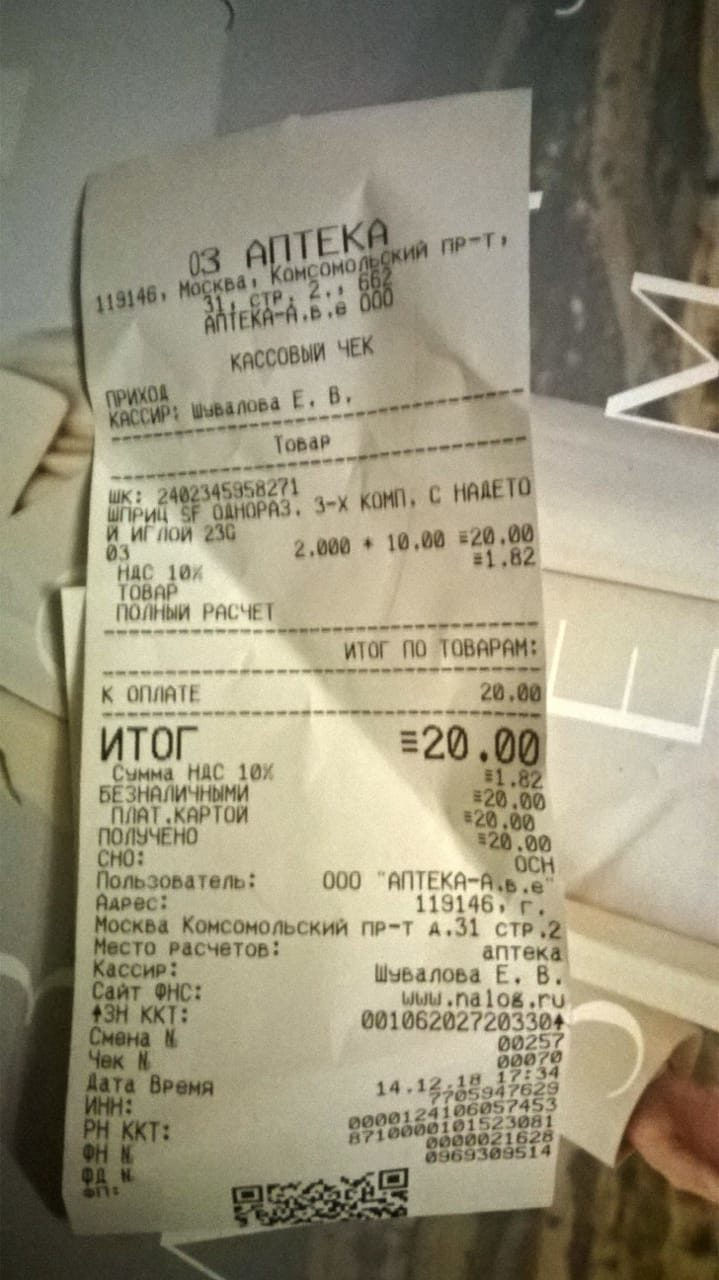 03 АПТЕКА
119146, Москва, Комсомольский пр-т,
31, стр. 2., 662
АПТЕКА-А.в.е ООО
КАССОВЫЙ ЧЕК
ПРИХОД
КАССИР: Шувалова Е. В.
Товар
ШК: 2402345958271
ШПРИЦ SF ОДНОРАЗ. 3-Х КОМП. С НАДЕТО
Й ИГЛОЙ 23G
03 2.000 * 10.00 ≡20.00
НДС 10% ≡1.82
ТОВАР
ПОЛНЫЙ РАСЧЕТ
ИТОГ ПО ТОВАРАМ:
К ОПЛАТЕ 20.00
ИТОГ ≡20.00
Сумма НДС 10% ≡1.82
БЕЗНАЛИЧНЫМИ ≡20.00
ПЛАТ.КАРТОЙ ≡20.00
ПОЛУЧЕНО ≡20.00
СНО: ОСН
Пользователь: ООО "АПТЕКА-А.в.е"
Адрес: 119146, г.
Москва Комсомольский пр-т д.31 стр.2
Место расчетов: аптека
Кассир: Шувалова Е. В.
Сайт ФНС: www.nalog.ru
ЗН ККТ: 00106202720330
Смена № 00257
Чек № 00070
Дата Время 14.12.18 17:34
ИНН: 7705947629
РН ККТ: 0000124106057453
ФН № 8710000101523081
ФД № 0000021628
ФП: 0969309514
M
E